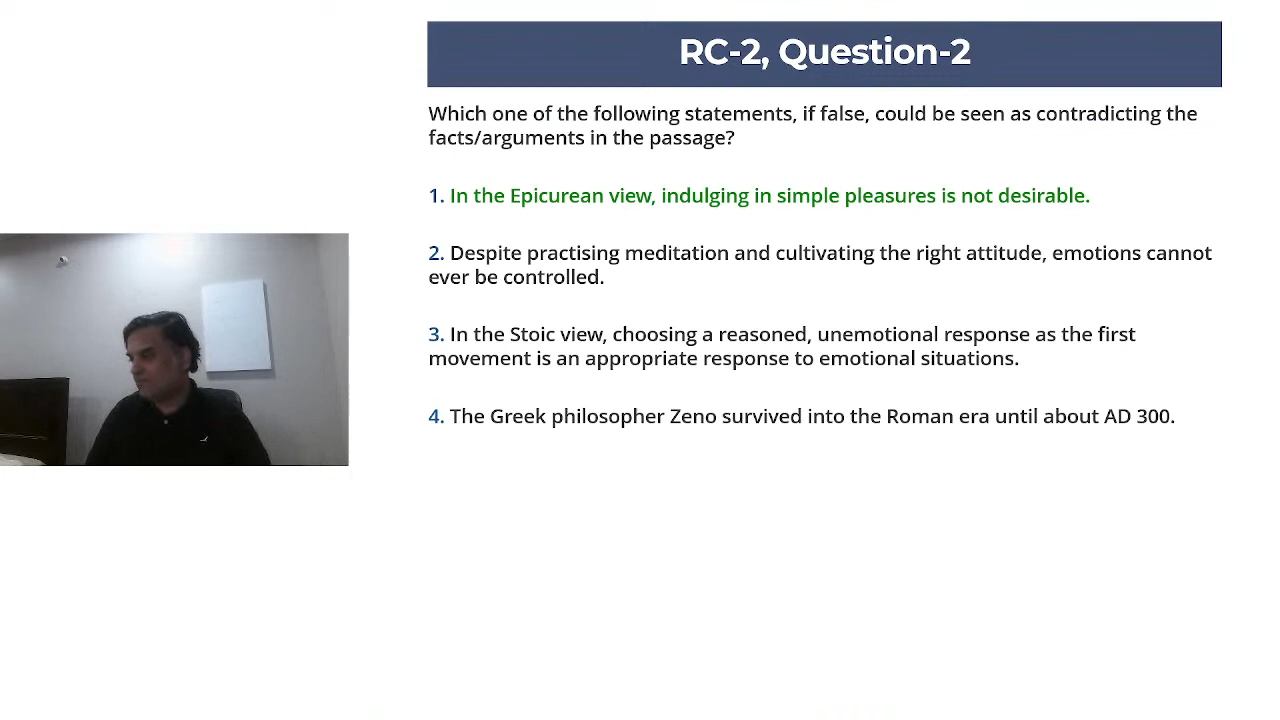 RC-2, Question-2
Which one of the following statements, if false, could be seen as contradicting the
facts/arguments in the passage?
1. In the Epicurean view, indulging in simple pleasures is not desirable.
2. Despite practising meditation and cultivating the right attitude, emotions cannot
ever be controlled.
3. In the Stoic view, choosing a reasoned, unemotional response as the first
movement is an appropriate response to emotional situations.
4. The Greek philosopher Zeno survived into the Roman era until about AD 300.